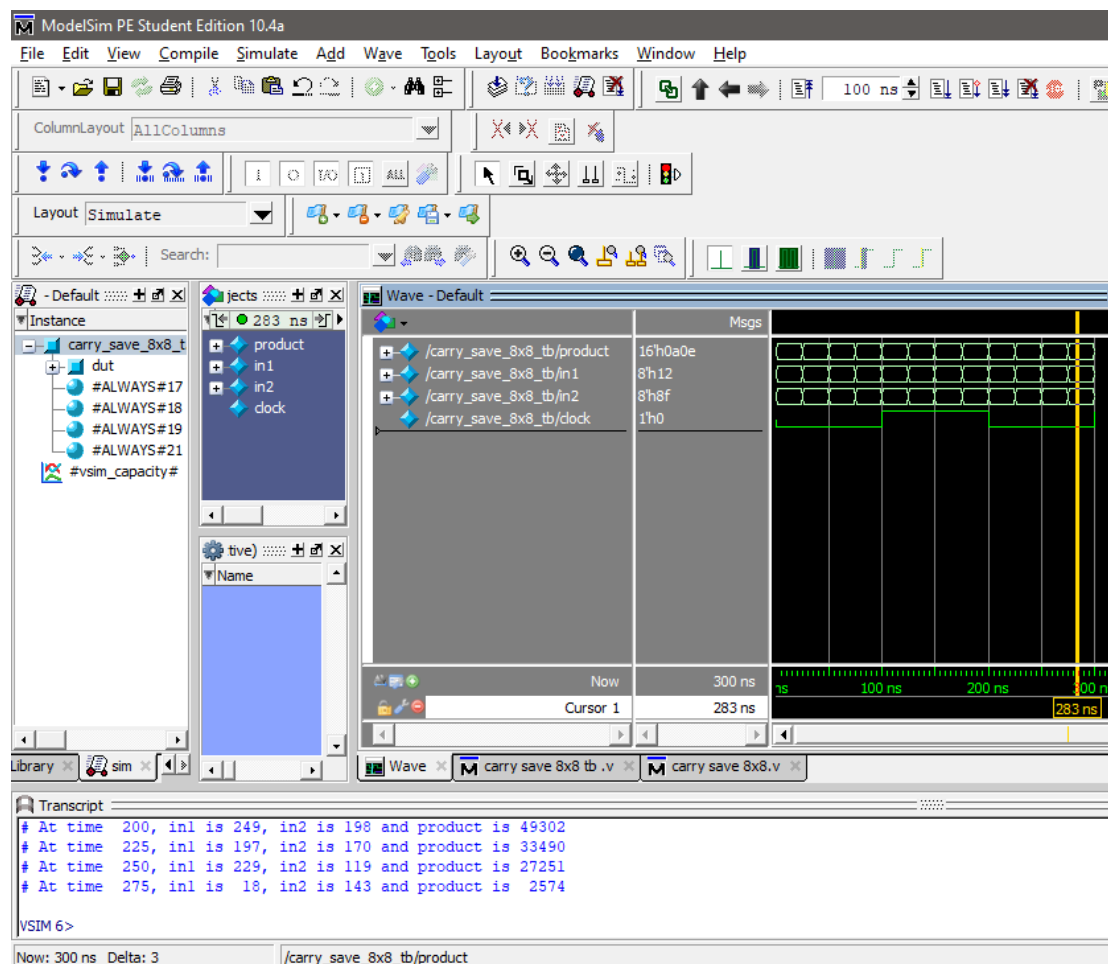 ModelSim PE Student Edition 10.4a
File Edit View Compile Simulate Add Wave Tools Layout Bookmarks Window Help
100 ns
ColumnLayout AllColumns
Layout Simulate
Search:
- Default
jects
Wave - Default
Instance
283 ns
Msgs
carry_save_8x8_t
dut
#ALWAYS#17
#ALWAYS#18
#ALWAYS#19
#ALWAYS#21
#vsim_capacity#
product
in1
in2
clock
tive)
Name
/carry_save_8x8_tb/product 16'h0a0e
/carry_save_8x8_tb/in1 8'h12
/carry_save_8x8_tb/in2 8'h8f
/carry_save_8x8_tb/clock 1'h0
Now 300 ns
ns 100 ns 200 ns 300 n
Cursor 1 283 ns
283 ns
Library sim
Wave carry save 8x8 tb .v carry save 8x8.v
Transcript
# At time 200, in1 is 249, in2 is 198 and product is 49302
# At time 225, in1 is 197, in2 is 170 and product is 33490
# At time 250, in1 is 229, in2 is 119 and product is 27251
# At time 275, in1 is 18, in2 is 143 and product is 2574
VSIM 6>
Now: 300 ns Delta: 3 /carry_save_8x8_tb/product